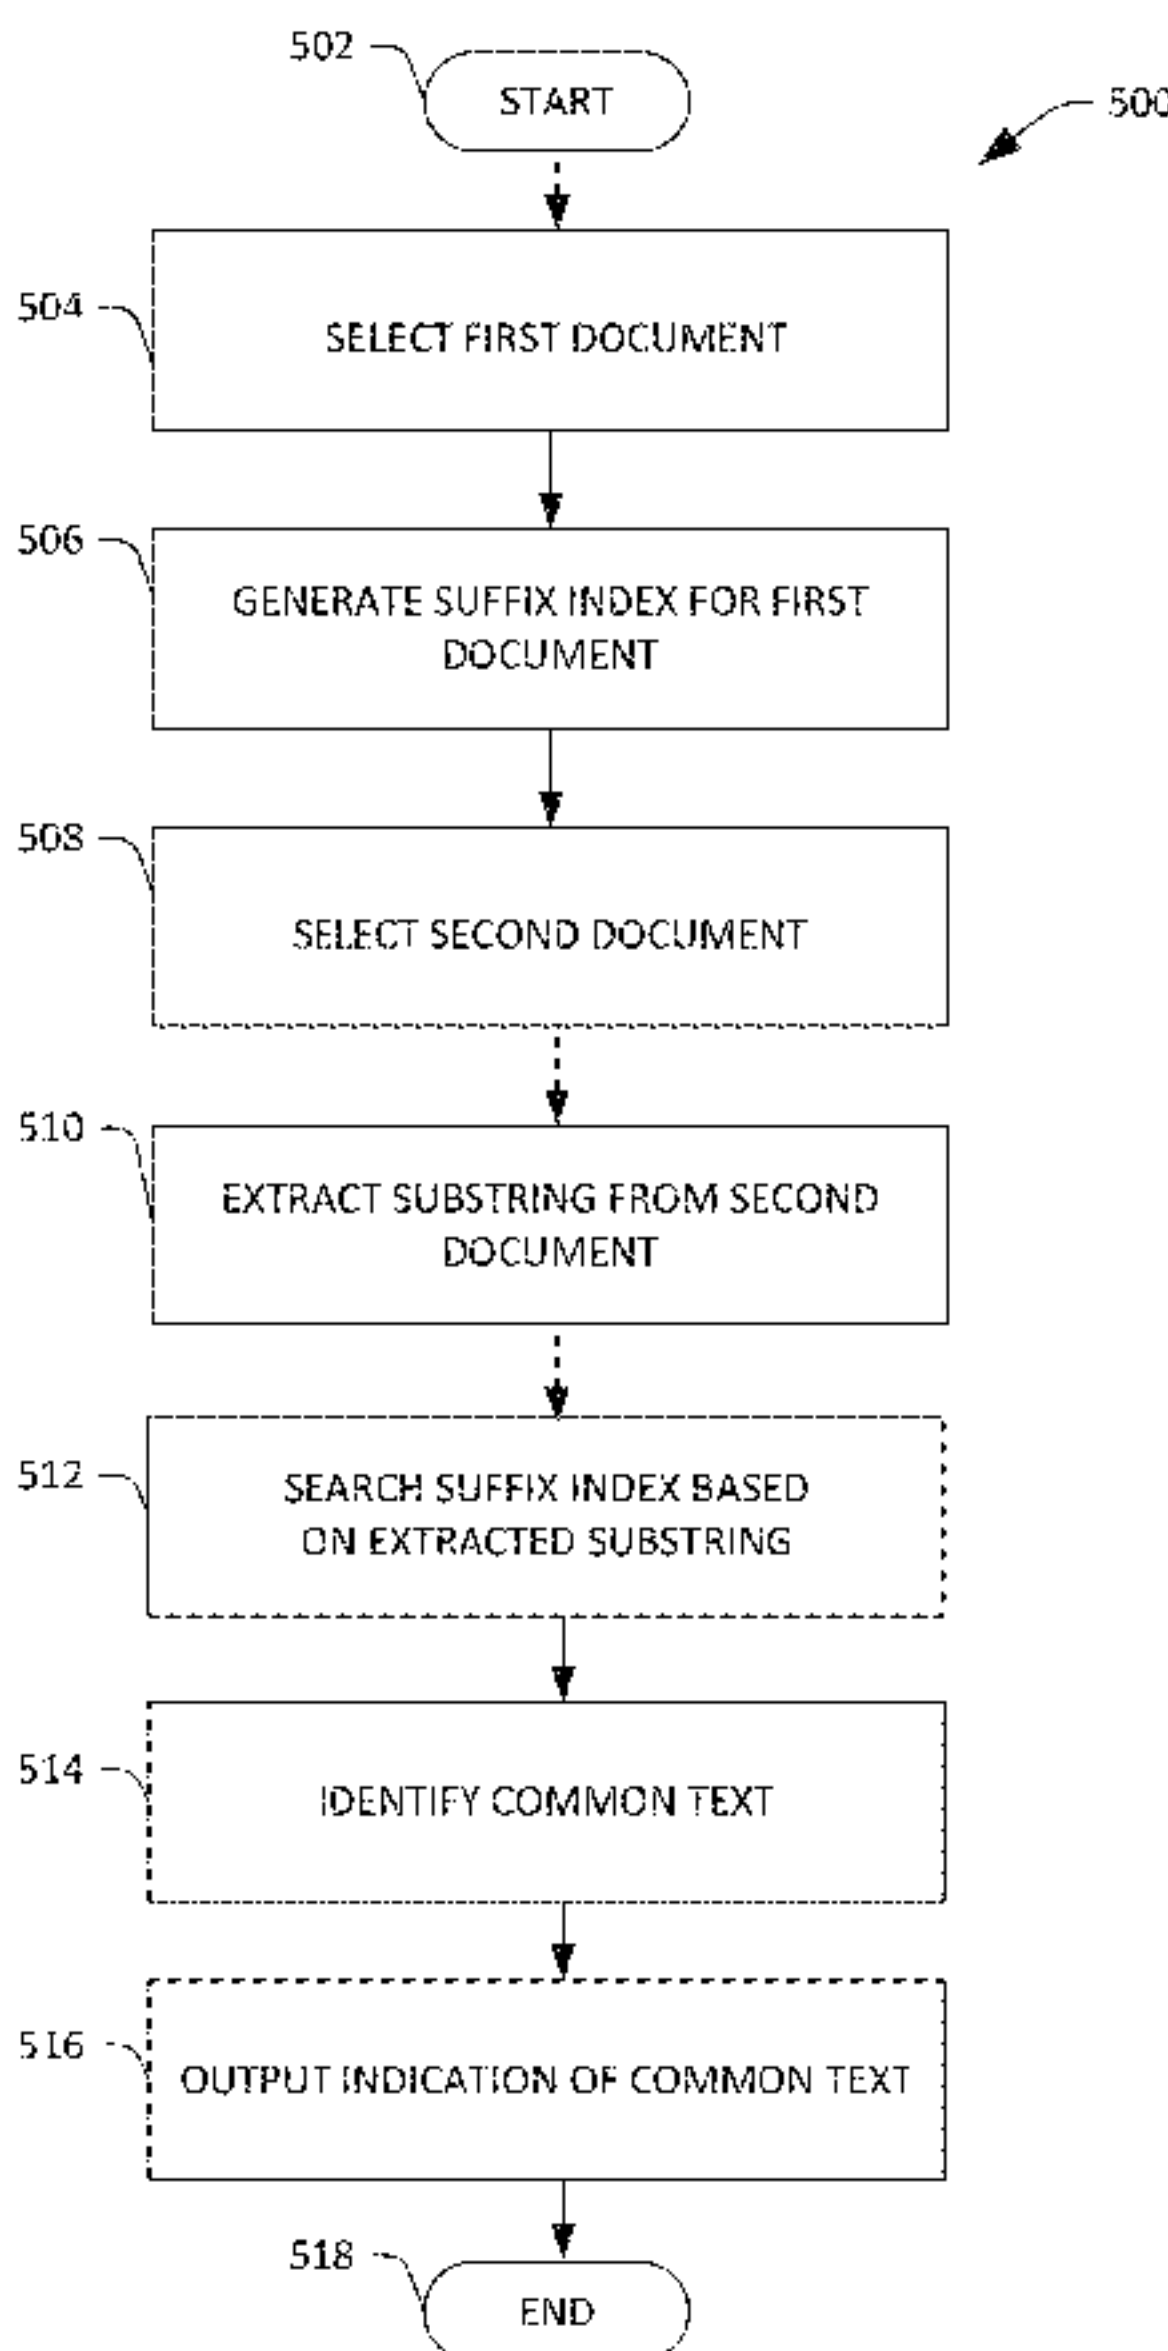 502
START
500
504
SELECT FIRST DOCUMENT
506
GENERATE SUFFIX INDEX FOR FIRST
DOCUMENT
508
SELECT SECOND DOCUMENT
510
EXTRACT SUBSTRING FROM SECOND
DOCUMENT
512
SEARCH SUFFIX INDEX BASED
ON EXTRACTED SUBSTRING
514
IDENTIFY COMMON TEXT
516
OUTPUT INDICATION OF COMMON TEXT
518
END